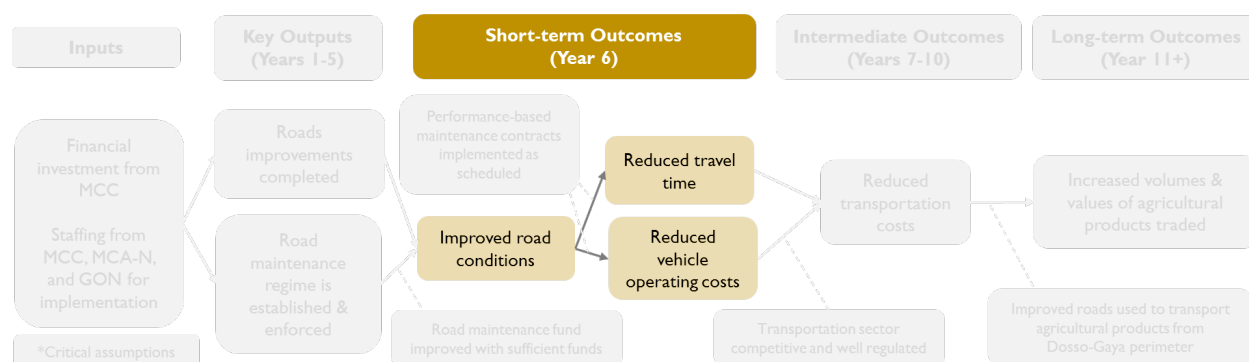 Inputs
Key Outputs
(Years 1-5)
Short-term Outcomes
(Year 6)
Intermediate Outcomes
(Years 7-10)
Long-term Outcomes
(Year 11+)
Financial
investment from
MCC
Staffing from
MCC, MCA-N,
and GON for
implementation
*Critical assumptions
Roads
improvements
completed
Road
maintenance
regime is
established &
enforced
Performance-based
maintenance contracts
implemented as
scheduled
Improved road
conditions
Road maintenance fund
improved with sufficient funds
Reduced travel
time
Reduced
vehicle
operating costs
Transportation sector
competitive and well regulated
Reduced
transportation
costs
Increased volumes &
values of agricultural
products traded
Improved roads used to transport
agricultural products from
Dosso-Gaya perimeter